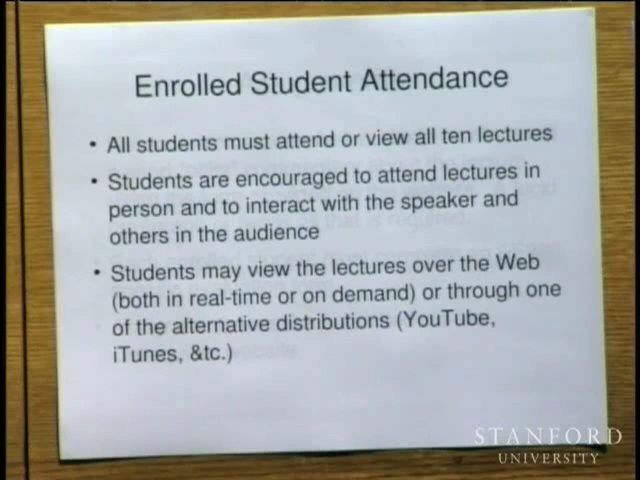 Enrolled Student Attendance
• All students must attend or view all ten lectures
• Students are encouraged to attend lectures in
person and to interact with the speaker and
others in the audience
• Students may view the lectures over the Web
(both in real-time or on demand) or through one
of the alternative distributions (YouTube,
iTunes, &tc.)
STANFORD
UNIVERSITY